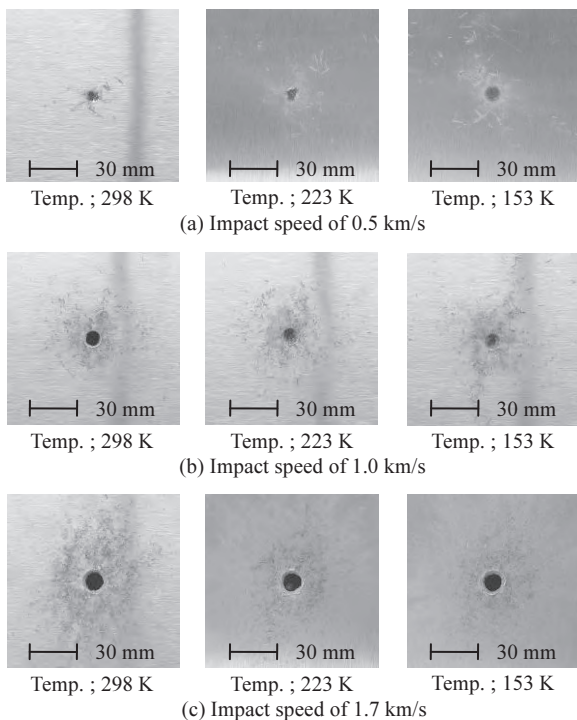 30 mm 30 mm 30 mm
Temp. ; 298 K Temp. ; 223 K Temp. ; 153 K
(a) Impact speed of 0.5 km/s
30 mm 30 mm 30 mm
Temp. ; 298 K Temp. ; 223 K Temp. ; 153 K
(b) Impact speed of 1.0 km/s
30 mm 30 mm 30 mm
Temp. ; 298 K Temp. ; 223 K Temp. ; 153 K
(c) Impact speed of 1.7 km/s